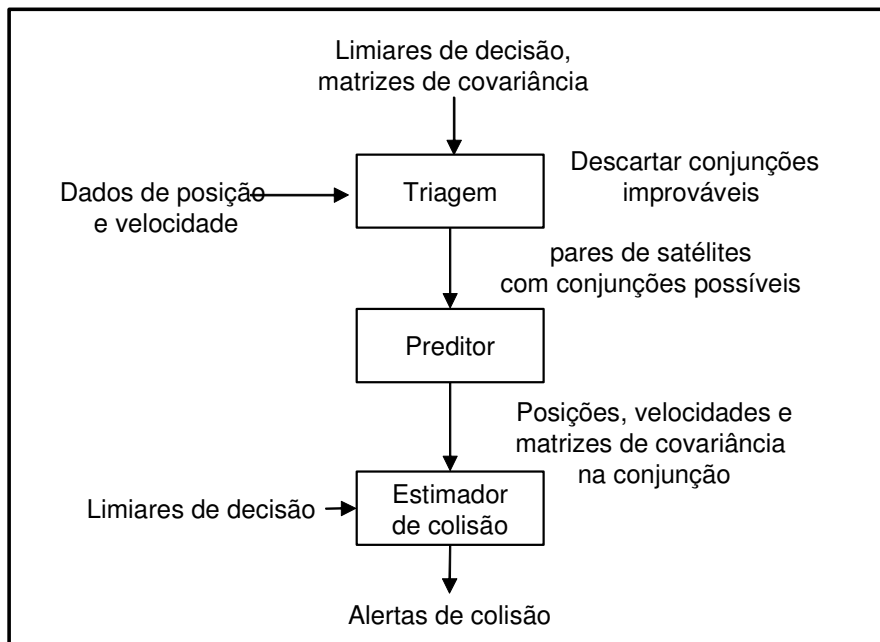 Limiares de decisão,
matrizes de covariância
Descartar conjunções
improváveis
Triagem
Dados de posição
e velocidade
pares de satélites
com conjunções possíveis
Preditor
Posições, velocidades e
matrizes de covariância
na conjunção
Estimador
de colisão
Limiares de decisão
Alertas de colisão